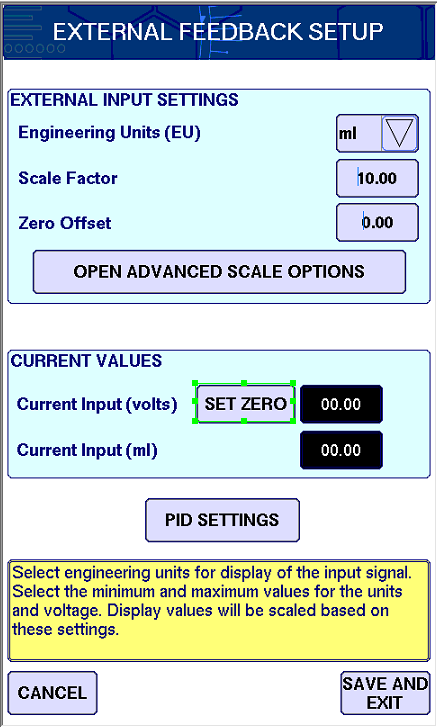 EXTERNAL FEEDBACK SETUP
EXTERNAL INPUT SETTINGS
Engineering Units (EU)
ml
Scale Factor
10.00
Zero Offset
0.00
OPEN ADVANCED SCALE OPTIONS
CURRENT VALUES
Current Input (volts)
SET ZERO
00.00
Current Input (ml)
00.00
PID SETTINGS
Select engineering units for display of the input signal.
Select the minimum and maximum values for the units
and voltage. Display values will be scaled based on
these settings.
CANCEL
SAVE AND
EXIT